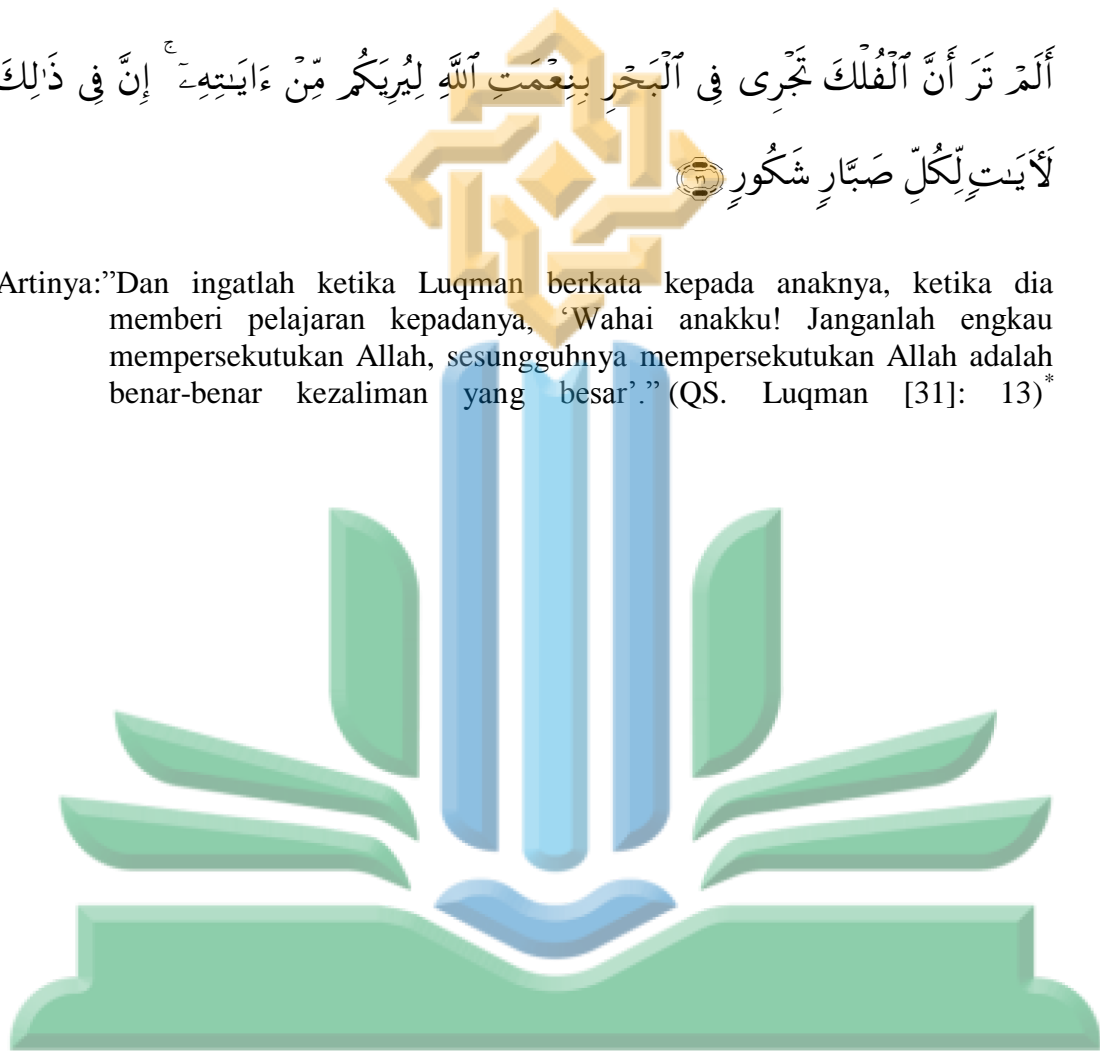 أَلَمْ تَرَ أَنَّ ٱلْفُلْكَ تَجْرِى فِى ٱلْبَحْرِ بِنِعْمَتِ ٱللَّهِ لِيُرِيَكُم مِّنْ ءَايَـٰتِهِۦٓ ۚ إِنَّ فِى ذَٰلِكَ
لَـَٔايَـٰتٍ لِّكُلِّ صَبَّارٍ شَكُورٍ ٣١
Artinya:”Dan ingatlah ketika Luqman berkata kepada anaknya, ketika dia
memberi pelajaran kepadanya, ‘Wahai anakku! Janganlah engkau
mempersekutukan Allah, sesungguhnya mempersekutukan Allah adalah
benar-benar kezaliman yang besar’.” (QS. Luqman [31]: 13)*